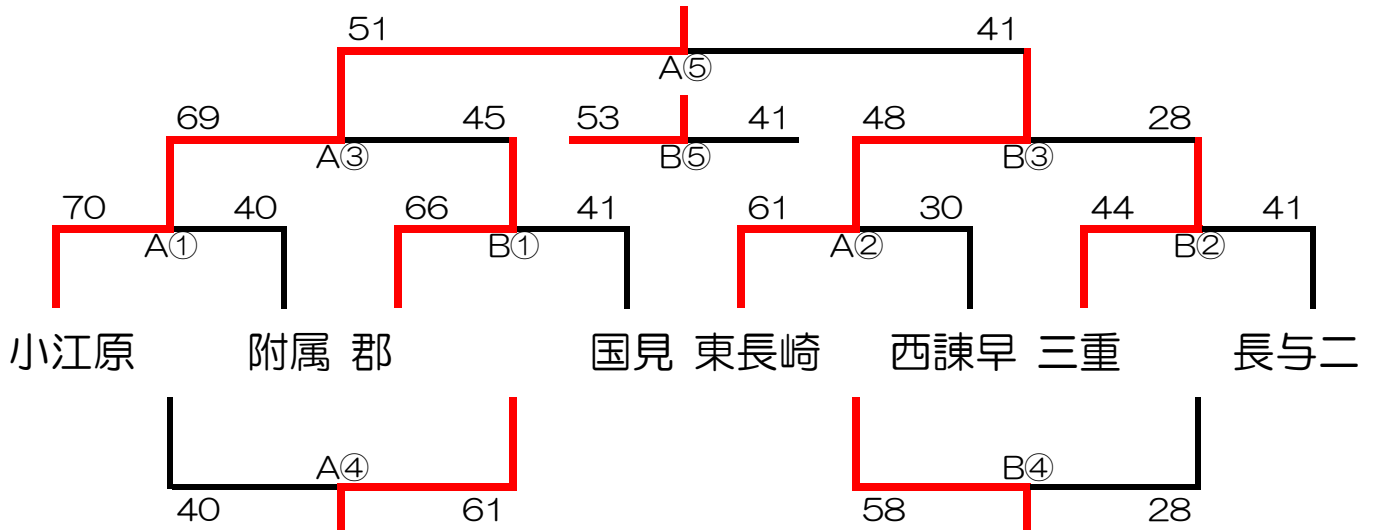 51 41
A⑤
69 45 53 41 48 28
A③ B⑤ B③
70 40 66 41 61 30 44 41
A① B① A② B②
小江原 附属 郡 国見 東長崎 西諫早 三重 長与二
A④ B④
40 61 58 28